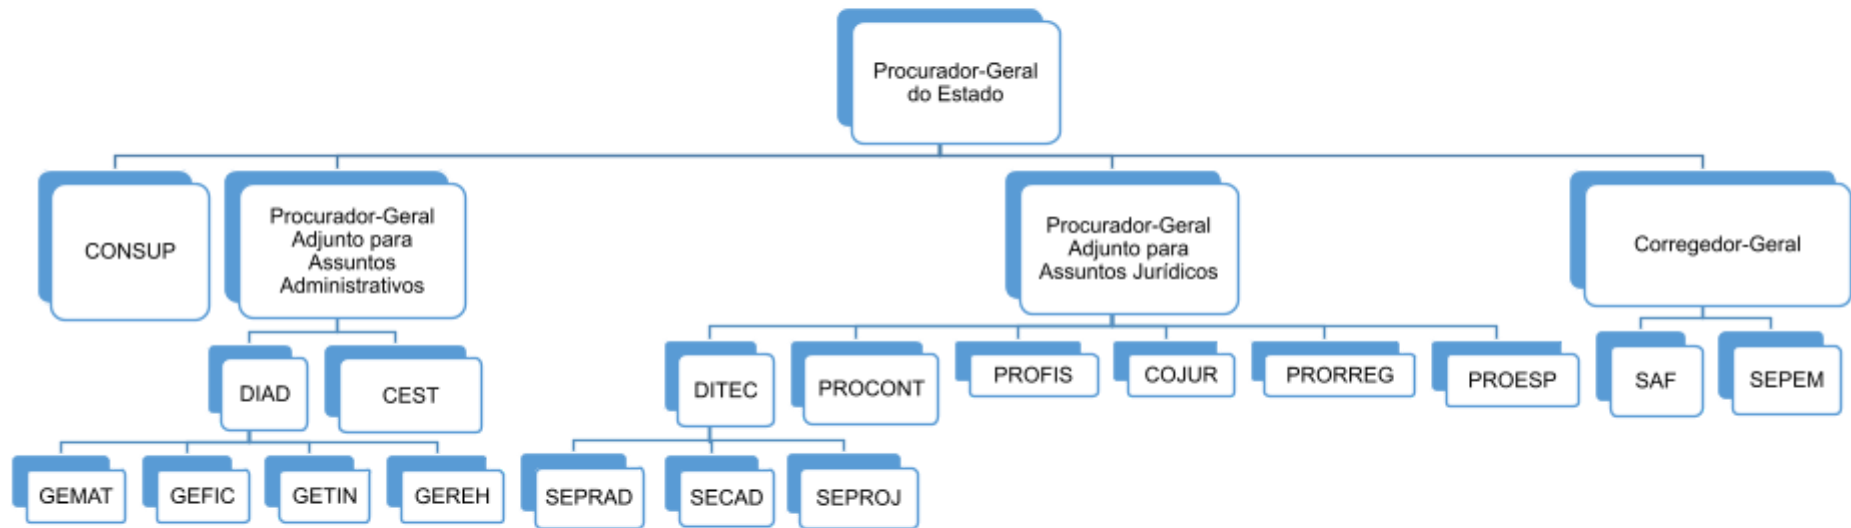 Procurador-Geral
do Estado
CONSUP
Procurador-Geral
Adjunto para
Assuntos
Administrativos
Procurador-Geral
Adjunto para
Assuntos Jurídicos
Corregedor-Geral
DIAD
CEST
DITEC
PROCONT
PROFIS
COJUR
PRORREG
PROESP
SAF
SEPEM
GEMAT
GEFIC
GETIN
GEREH
SEPRAD
SECAD
SEPROJ